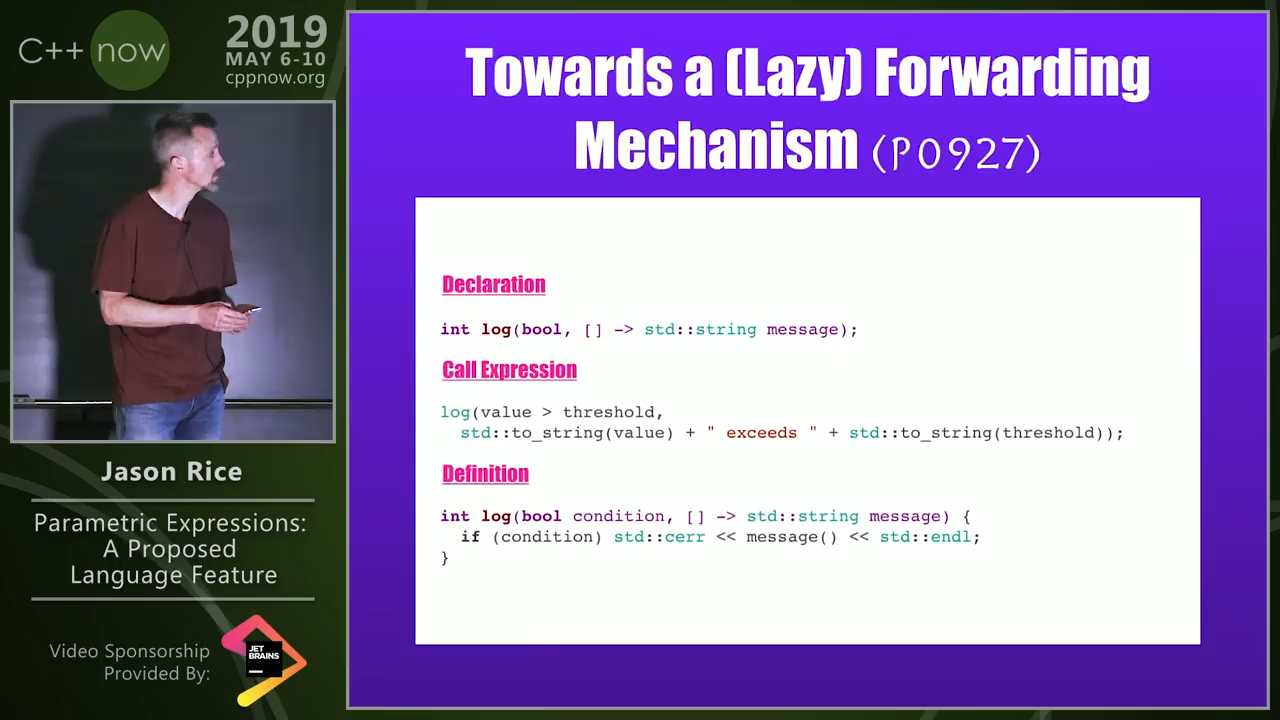 C++ now
2019
MAY 6-10
cppnow.org
Jason Rice
Parametric Expressions:
A Proposed
Language Feature
Video Sponsorship
Provided By:
JET
BRAINS
Towards a (Lazy) Forwarding
Mechanism (P0927)
Declaration
int log(bool, [] -> std::string message);
Call Expression
log(value > threshold,
std::to_string(value) + " exceeds " + std::to_string(threshold));
Definition
int log(bool condition, [] -> std::string message) {
if (condition) std::cerr << message() << std::endl;
}